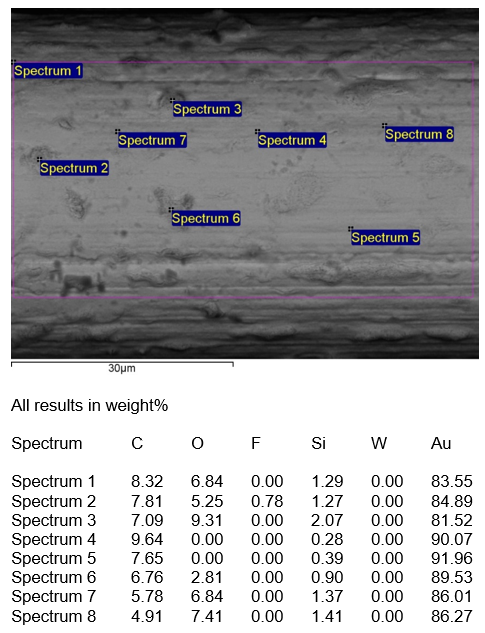 Spectrum 1
Spectrum 3
Spectrum 8
Spectrum 7
Spectrum 4
Spectrum 2
Spectrum 6
Spectrum 5
30µm
All results in weight%
Spectrum C O F Si W Au
Spectrum 1 8.32 6.84 0.00 1.29 0.00 83.55
Spectrum 2 7.81 5.25 0.78 1.27 0.00 84.89
Spectrum 3 7.09 9.31 0.00 2.07 0.00 81.52
Spectrum 4 9.64 0.00 0.00 0.28 0.00 90.07
Spectrum 5 7.65 0.00 0.00 0.39 0.00 91.96
Spectrum 6 6.76 2.81 0.00 0.90 0.00 89.53
Spectrum 7 5.78 6.84 0.00 1.37 0.00 86.01
Spectrum 8 4.91 7.41 0.00 1.41 0.00 86.27